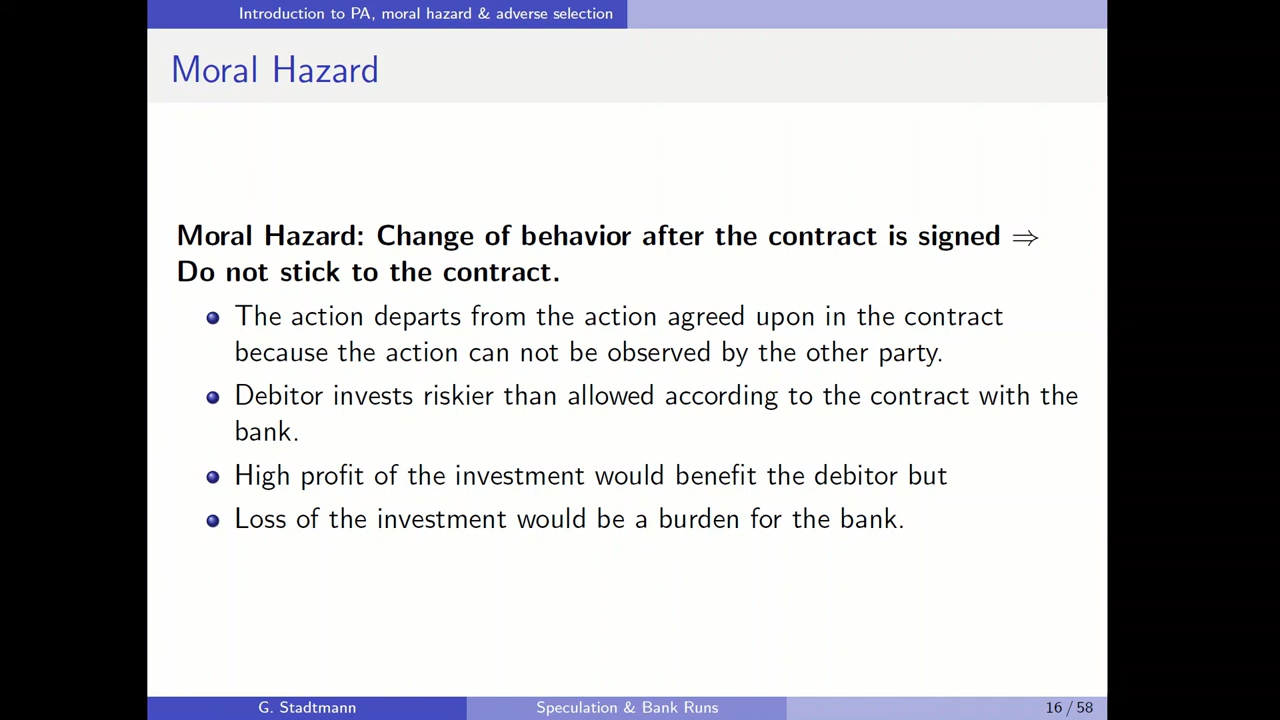 Introduction to PA, moral hazard & adverse selection
Moral Hazard
Moral Hazard: Change of behavior after the contract is signed ⇒
Do not stick to the contract.
The action departs from the action agreed upon in the contract
because the action can not be observed by the other party.
Debitor invests riskier than allowed according to the contract with the
bank.
High profit of the investment would benefit the debitor but
Loss of the investment would be a burden for the bank.
G. Stadtmann
Speculation & Bank Runs
16 / 58